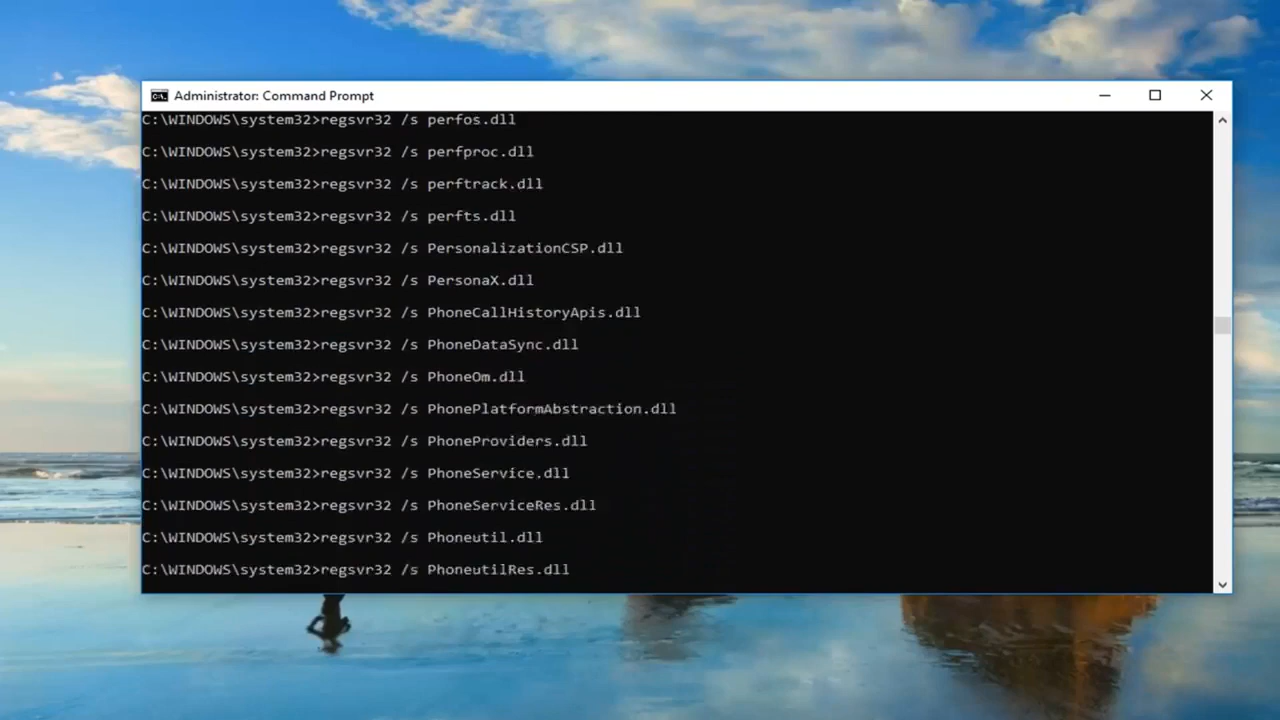 Administrator: Command Prompt
C:\WINDOWS\system32>regsvr32 /s perfos.dll
C:\WINDOWS\system32>regsvr32 /s perfproc.dll
C:\WINDOWS\system32>regsvr32 /s perftrack.dll
C:\WINDOWS\system32>regsvr32 /s perfts.dll
C:\WINDOWS\system32>regsvr32 /s PersonalizationCSP.dll
C:\WINDOWS\system32>regsvr32 /s PersonaX.dll
C:\WINDOWS\system32>regsvr32 /s PhoneCallHistoryApis.dll
C:\WINDOWS\system32>regsvr32 /s PhoneDataSync.dll
C:\WINDOWS\system32>regsvr32 /s PhoneOm.dll
C:\WINDOWS\system32>regsvr32 /s PhonePlatformAbstraction.dll
C:\WINDOWS\system32>regsvr32 /s PhoneProviders.dll
C:\WINDOWS\system32>regsvr32 /s PhoneService.dll
C:\WINDOWS\system32>regsvr32 /s PhoneServiceRes.dll
C:\WINDOWS\system32>regsvr32 /s Phoneutil.dll
C:\WINDOWS\system32>regsvr32 /s PhoneutilRes.dll